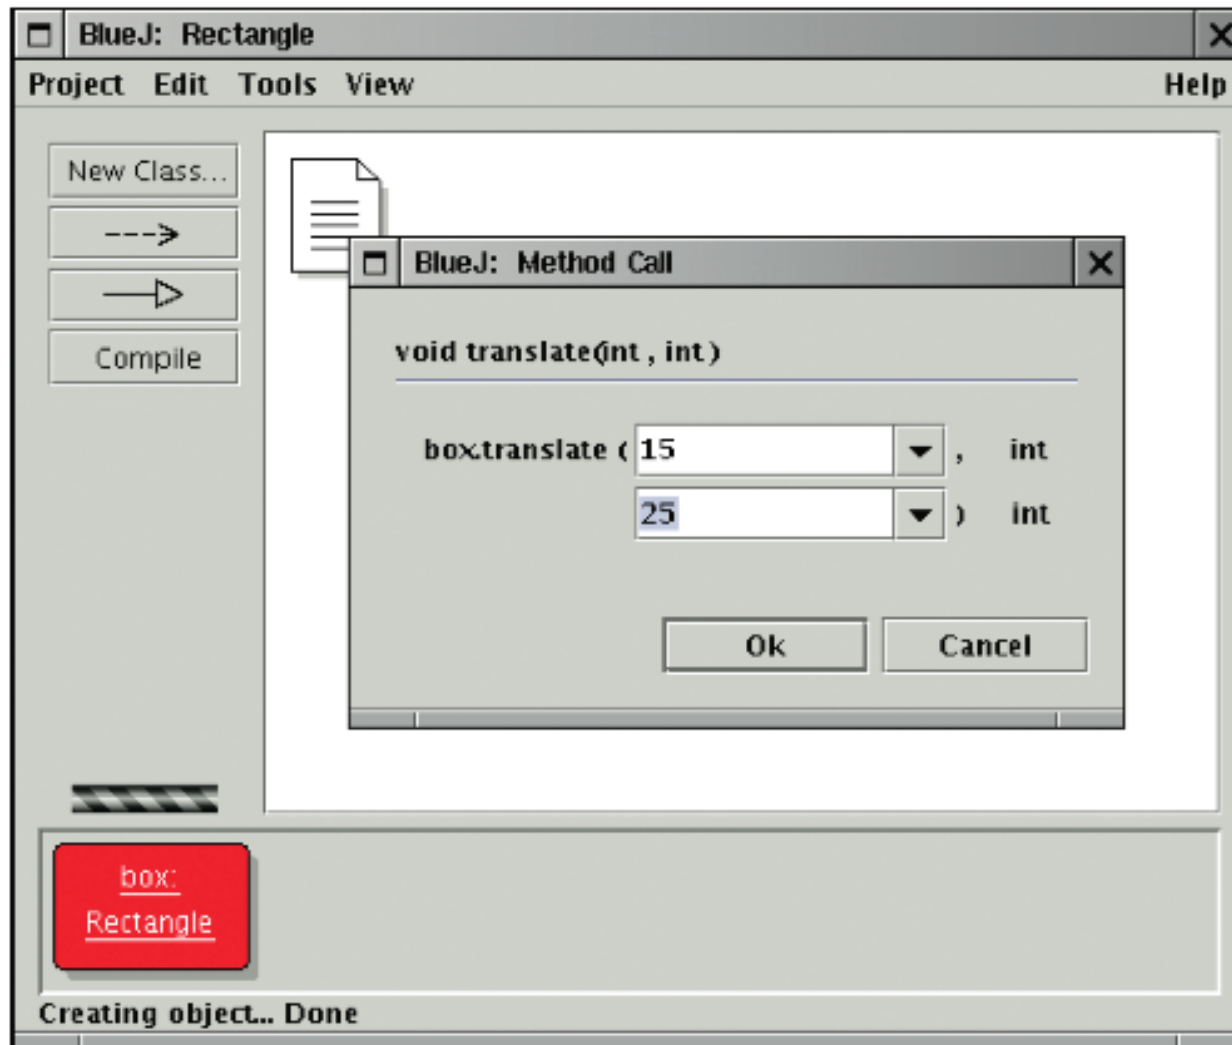 BlueJ: Rectangle
Project Edit Tools View Help
New Class...
Compile
BlueJ: Method Call
void translate(int , int )
box.translate ( 15 , int
25 ) int
Ok Cancel
box:
Rectangle
Creating object... Done